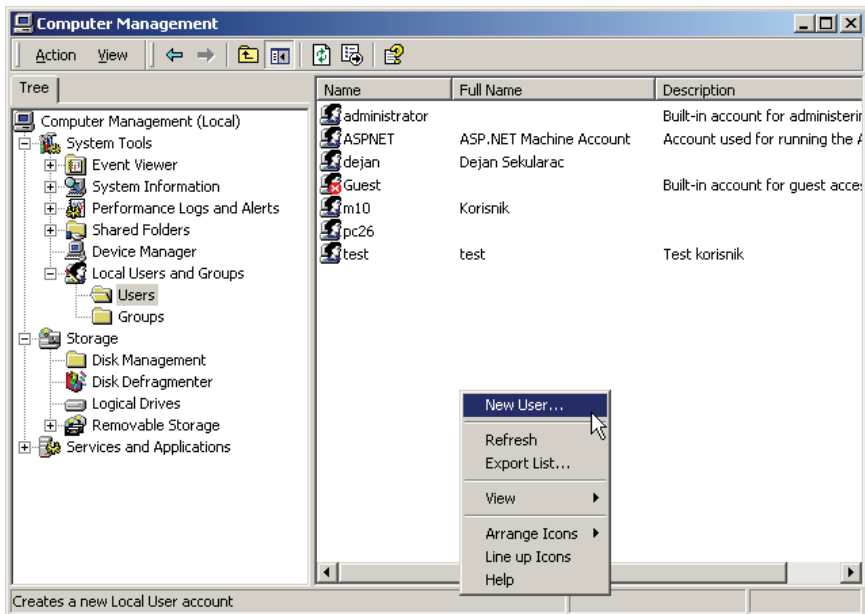 Computer Management
Action View
Tree
Computer Management (Local)
System Tools
Event Viewer
System Information
Performance Logs and Alerts
Shared Folders
Device Manager
Local Users and Groups
Users
Groups
Storage
Disk Management
Disk Defragmenter
Logical Drives
Removable Storage
Services and Applications
Name Full Name Description
administrator Built-in account for administerin
ASPNET ASP.NET Machine Account Account used for running the A
dejan Dejan Sekularac
Guest Built-in account for guest acces
m10 Korisnik
pc26
test test Test korisnik
New User...
Refresh
Export List...
View
Arrange Icons
Line up Icons
Help
Creates a new Local User account